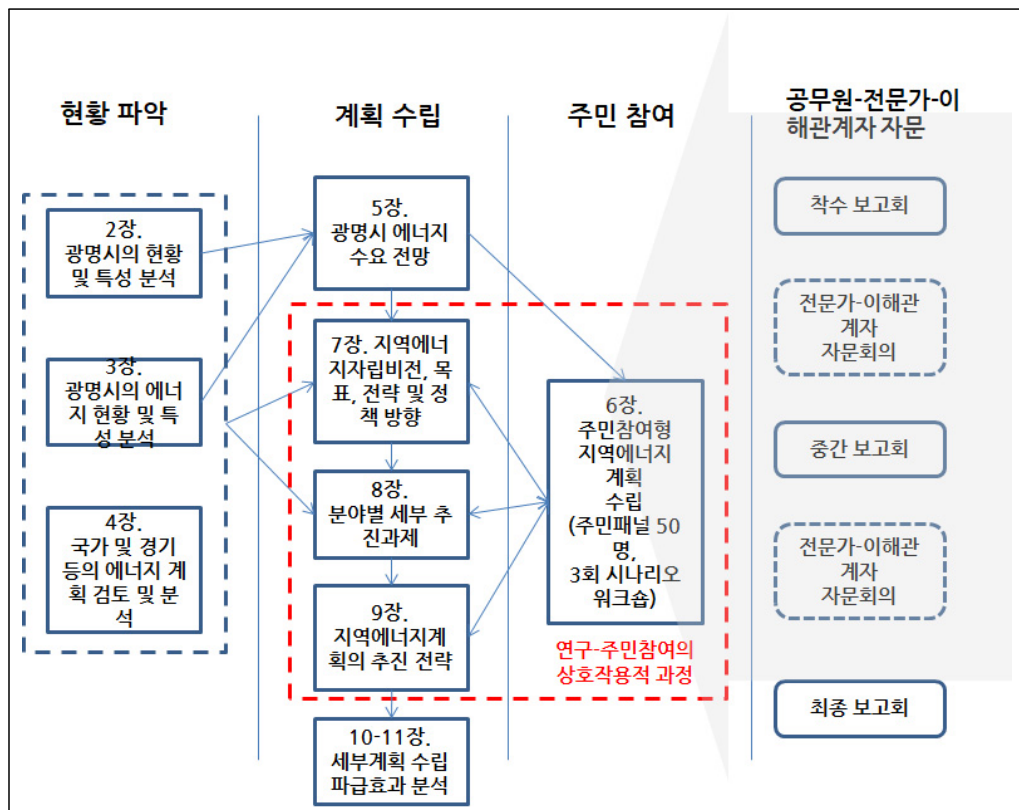 현황 파악
계획 수립
주민 참여
공무원-전문가-이
해관계자 자문
2장.
광명시의 현황
및 특성 분석
3장.
광명시의 에너
지 현황 및 특
성 분석
4장.
국가 및 경기
등의 에너지 계
획 검토 및 분
석
5장.
광명시 에너지
수요 전망
7장. 지역에너
지자립비전, 목
표, 전략 및 정
책 방향
8장.
분야별 세부 추
진과제
9장.
지역에너지계
획의 추진 전략
10-11장.
세부계획 수립
파급효과 분석
6장.
주민참여형
지역에너지
계획
수립
(주민패널 50
명,
3회 시나리오
워크숍)
연구-주민참여의
상호작용적 과정
착수 보고회
전문가-이해관
계자
자문회의
중간 보고회
전문가-이해관
계자
자문회의
최종 보고회